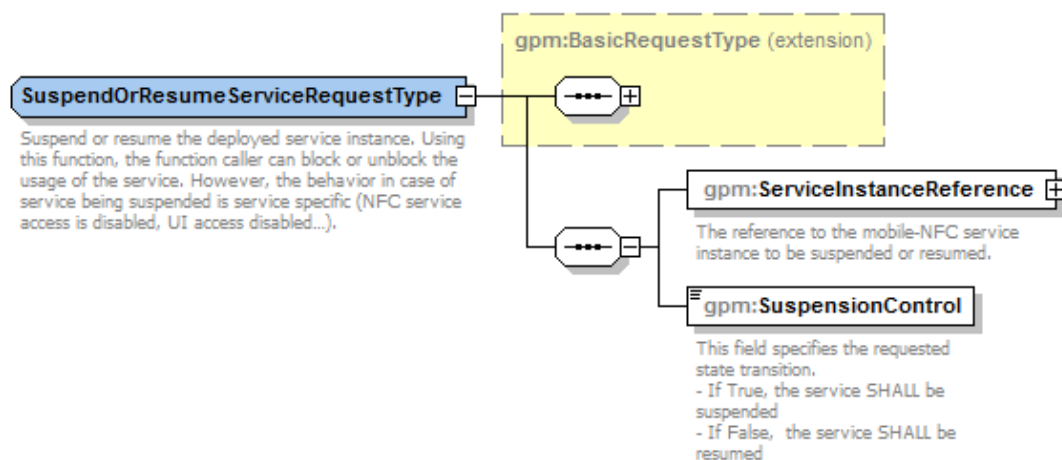 gpm:BasicRequestType (extension)
SuspendOrResumeServiceRequestType
Suspend or resume the deployed service instance. Using
this function, the function caller can block or unblock the
usage of the service. However, the behavior in case of
service being suspended is service specific (NFC service
access is disabled, UI access disabled...).
gpm:ServiceInstanceReference
The reference to the mobile-NFC service
instance to be suspended or resumed.
gpm:SuspensionControl
This field specifies the requested
state transition.
- If True, the service SHALL be
suspended
- If False,  the service SHALL be
resumed